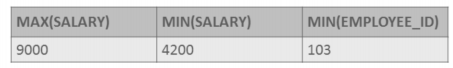 MAX(SALARY) MIN(SALARY) MIN(EMPLOYEE_ID)
9000 4200 103